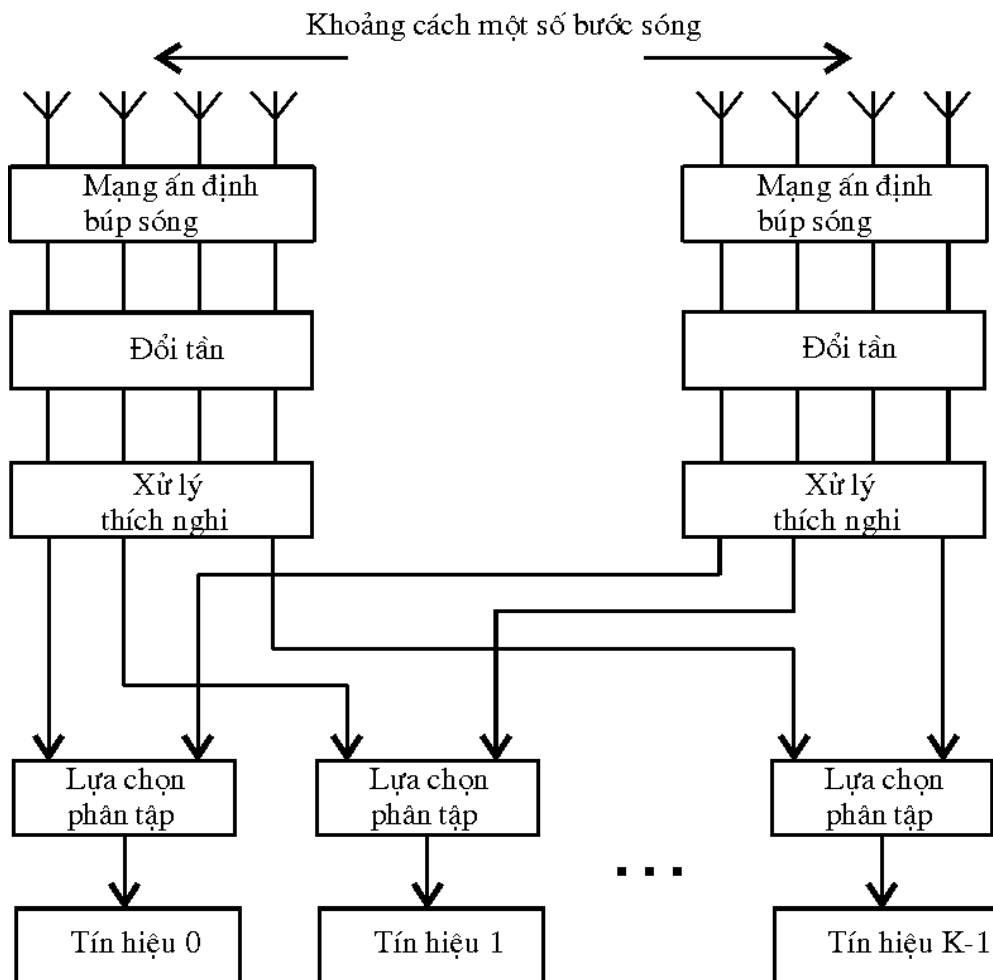 Khoảng cách một số bước sóng
Mạng ấn định
búp sóng
Mạng ấn định
búp sóng
Đổi tần
Đổi tần
Xử lý
thích nghi
Xử lý
thích nghi
Lựa chọn
phân tập
Lựa chọn
phân tập
Lựa chọn
phân tập
...
Tín hiệu 0
Tín hiệu 1
Tín hiệu K-1